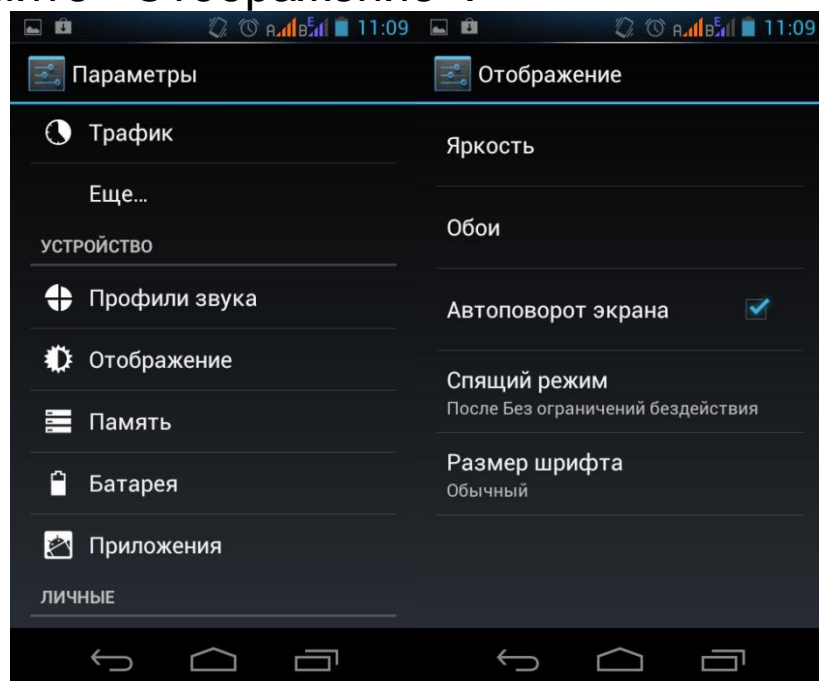 "Отображение".
A B E 11:09
Параметры
Трафик
Еще...
УСТРОЙСТВО
Профили звука
Отображение
Память
Батарея
Приложения
ЛИЧНЫЕ
A B E 11:09
Отображение
Яркость
Обои
Автоповорот экрана
Спящий режим
После Без ограничений бездействия
Размер шрифта
Обычный